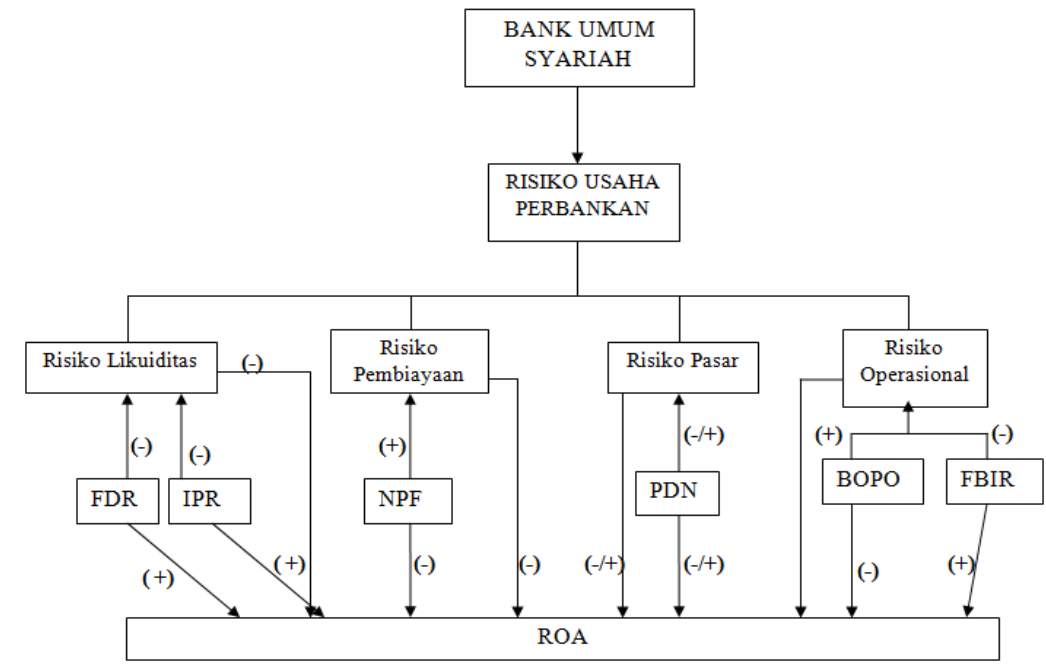 BANK UMUM
SYARIAH
RISIKO USAHA
PERBANKAN
Risiko Likuiditas
(-)
Risiko
Pembiayaan
Risiko Pasar
Risiko
Operasional
(-)
(-)
(+)
(-/+)
(+)
(-)
FDR
IPR
NPF
PDN
BOPO
FBIR
(+)
(+)
(-)
(-)
(-/+)
(-/+)
(-)
(+)
ROA